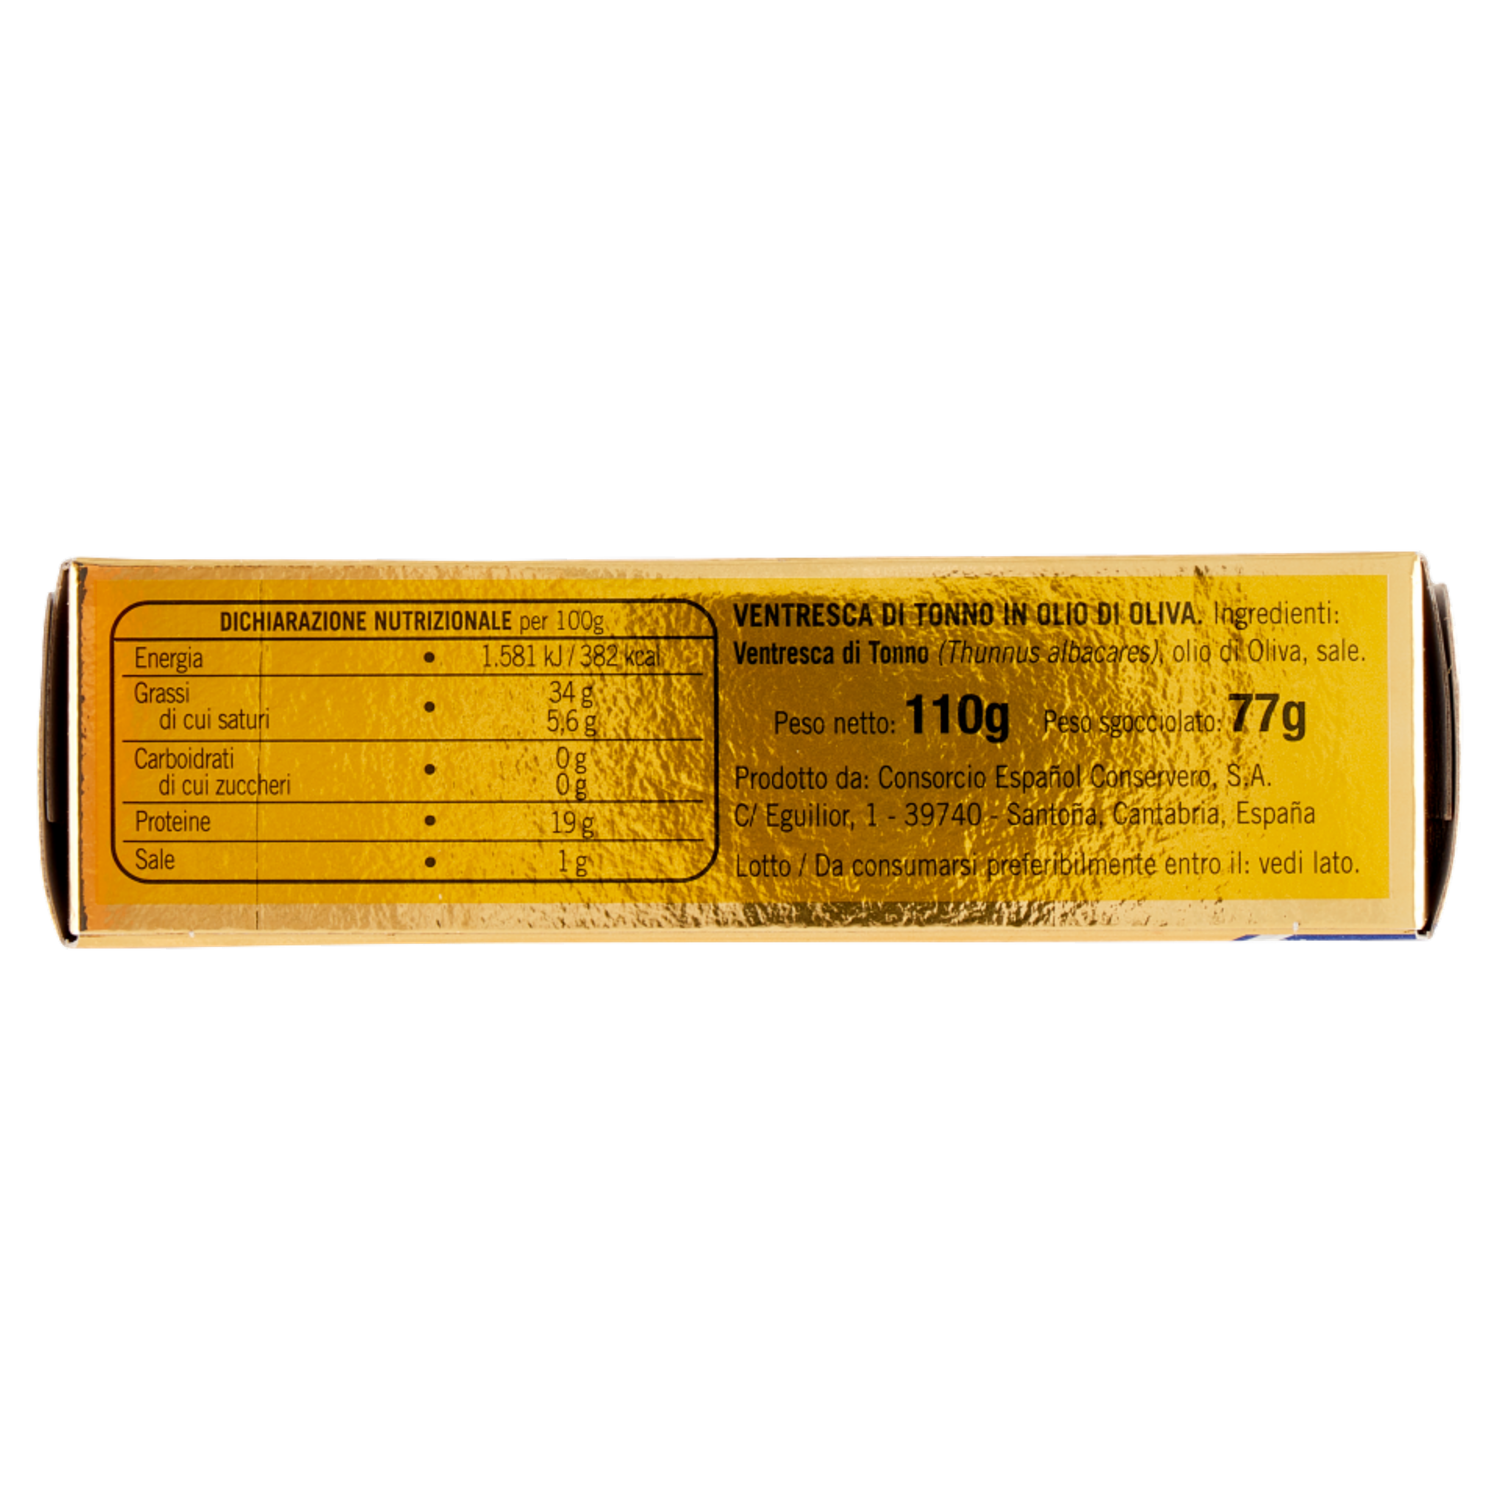 DICHIARAZIONE NUTRIZIONALE per 100g
Energia • 1.581 kJ / 382 kcal
Grassi • 34 g
di cui saturi 5,6 g
Carboidrati • 0 g
di cui zuccheri 0 g
Proteine • 19 g
Sale • 1 g
VENTRESCA DI TONNO IN OLIO DI OLIVA. Ingredienti:
Ventresca di Tonno (Thunnus albacares), olio di Oliva, sale.
Peso netto: 110g Peso sgocciolato: 77g
Prodotto da: Consorcio Español Conservero, S.A.
C/ Eguilior, 1 - 39740 - Santoña, Cantabria, España
Lotto / Da consumarsi preferibilmente entro il: vedi lato.